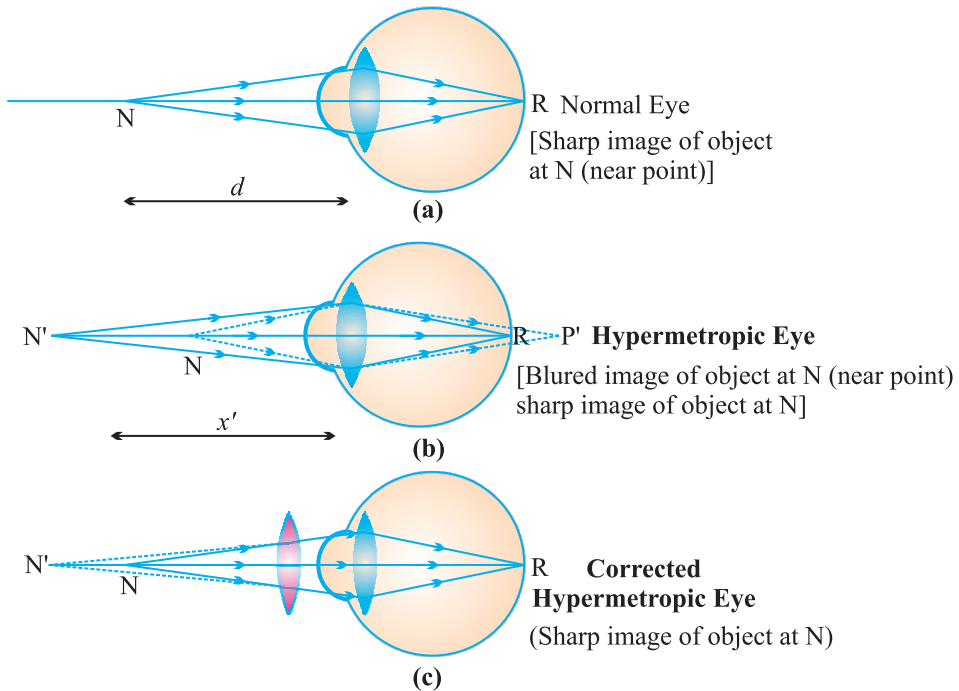 N
R Normal Eye
[Sharp image of object
at N (near point)]
d
(a)
N'
N
R P' Hypermetropic Eye
[Blured image of object at N (near point)
sharp image of object at N]
x'
(b)
N'
N
R Corrected
Hypermetropic Eye
(Sharp image of object at N)
(c)